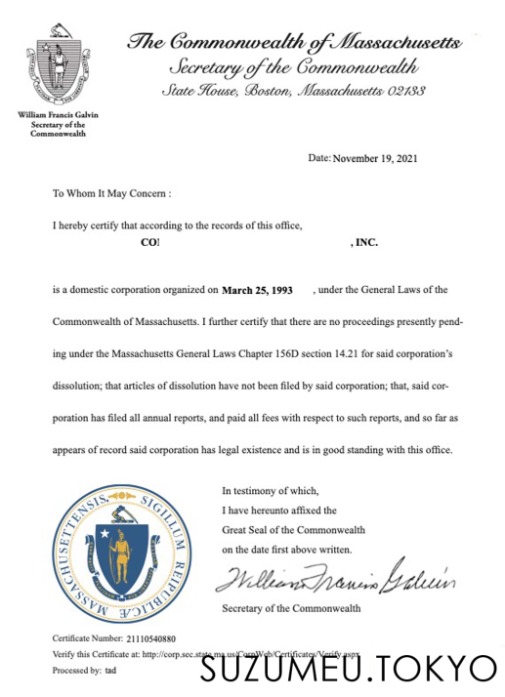 The Commonwealth of Massachusetts
Secretary of the Commonwealth
State House, Boston, Massachusetts 02133
William Francis Galvin
Secretary of the
Commonwealth
Date: November 19, 2021
To Whom It May Concern :
I hereby certify that according to the records of this office,
, INC.
is a domestic corporation organized on March 25, 1993 , under the General Laws of the
Commonwealth of Massachusetts. I further certify that there are no proceedings presently pend-
ing under the Massachusetts General Laws Chapter 156D section 14.21 for said corporation's
dissolution; that articles of dissolution have not been filed by said corporation; that, said cor-
poration has filed all annual reports, and paid all fees with respect to such reports, and so far as
appears of record said corporation has legal existence and is in good standing with this office.
SIGILLUM REIPUBLICÆ MASSACHUSETTENSIS
In testimony of which,
I have hereunto affixed the
Great Seal of the Commonwealth
on the date first above written.
William Francis Galvin
Secretary of the Commonwealth
Certificate Number: 21110540880
Verify this Certificate at: http://corp.sec.state.ma.us/CorpWeb/Certificates/Verify.aspx
Processed by: tad
SUZUMEU.TOKYO